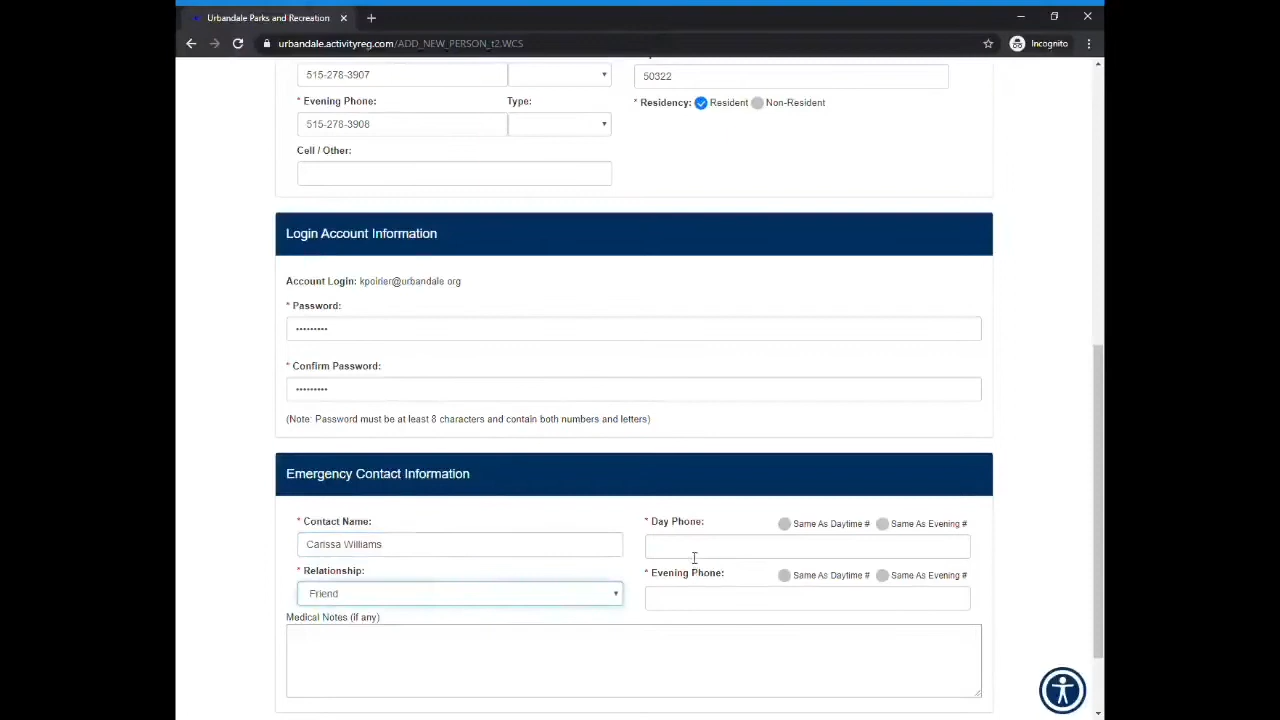 Urbandale Parks and Recreation
urbandale.activityreg.com/ADD_NEW_PERSON_t2.WCS
Incognito
515-278-3907
50322
* Evening Phone: Type:
* Residency: Resident Non-Resident
515-278-3908
Cell / Other:
Login Account Information
Account Login: kpoirier@urbandale.org
* Password:
* Confirm Password:
(Note: Password must be at least 8 characters and contain both numbers and letters)
Emergency Contact Information
* Contact Name:
* Day Phone: Same As Daytime # Same As Evening #
Carissa Williams
* Relationship:
* Evening Phone: Same As Daytime # Same As Evening #
Friend
Medical Notes (if any)